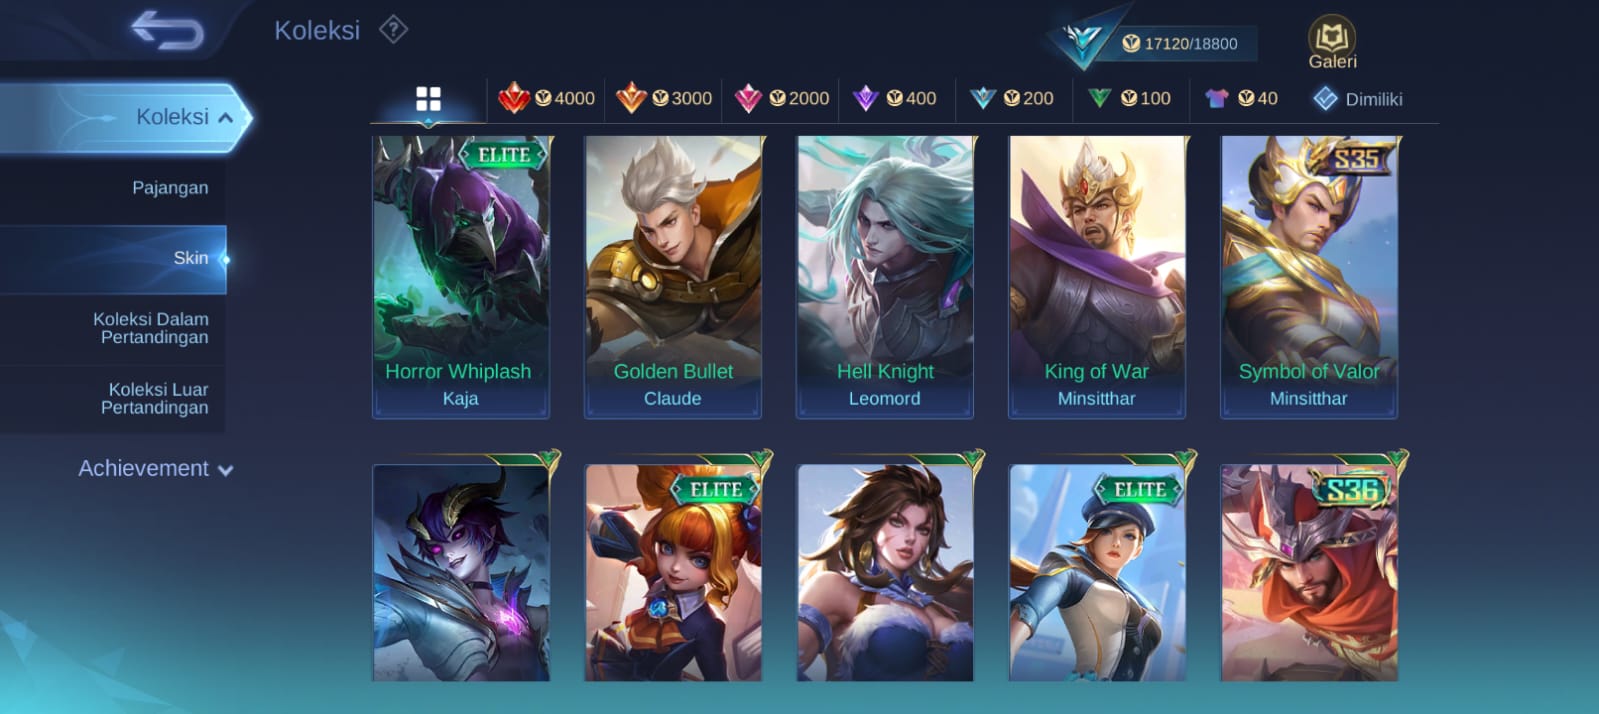 Koleksi
17120/18800
Galeri
Koleksi
4000
3000
2000
400
200
100
40
Dimiliki
Pajangan
Skin
Koleksi Dalam
Pertandingan
Koleksi Luar
Pertandingan
Achievement
ELITE
Horror Whiplash
Kaja
Golden Bullet
Claude
Hell Knight
Leomord
King of War
Minsitthar
S35
Symbol of Valor
Minsitthar
ELITE
ELITE
S36